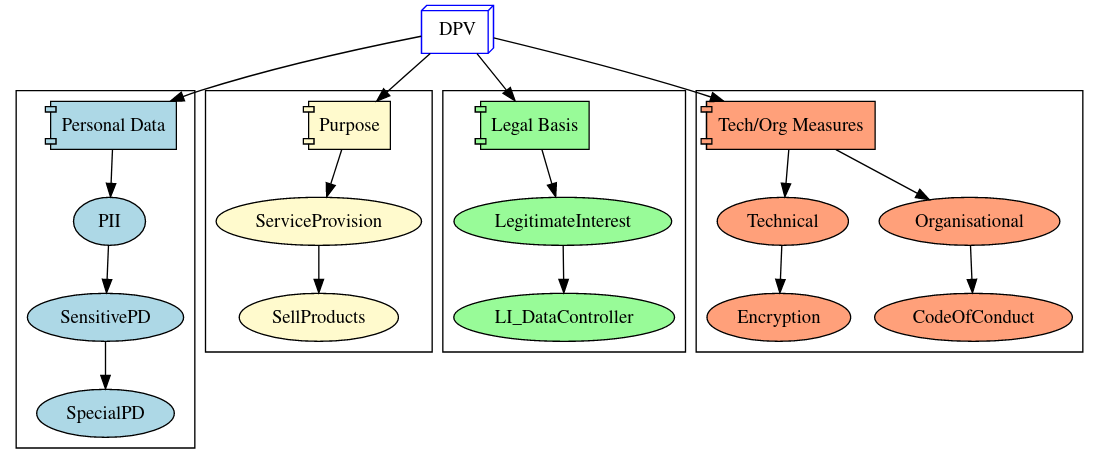 DPV
Personal Data
Purpose
Legal Basis
Tech/Org Measures
PII
ServiceProvision
LegitimateInterest
Technical
Organisational
SensitivePD
SellProducts
LI_DataController
Encryption
CodeOfConduct
SpecialPD